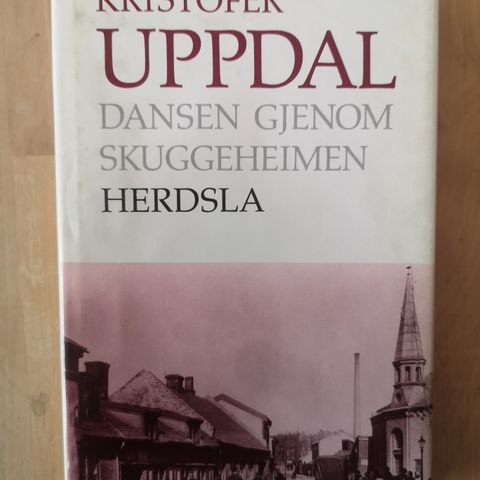 KRISTOFER
UPPDAL
DANSEN GJENOM
SKUGGEHEIMEN
HERDSLA